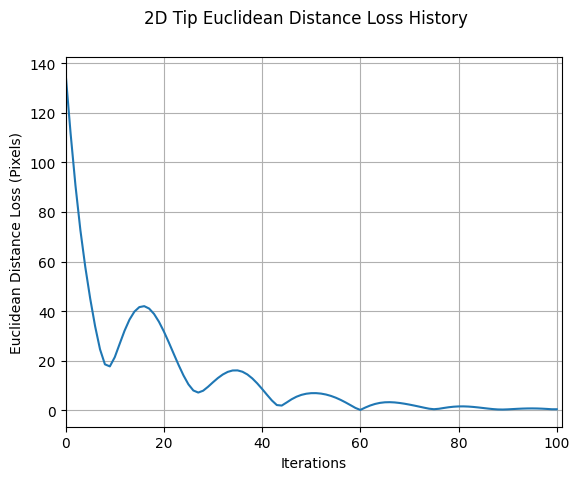 2D Tip Euclidean Distance Loss History
140
120
100
80
60
40
20
0
Euclidean Distance Loss (Pixels)
0 20 40 60 80 100
Iterations